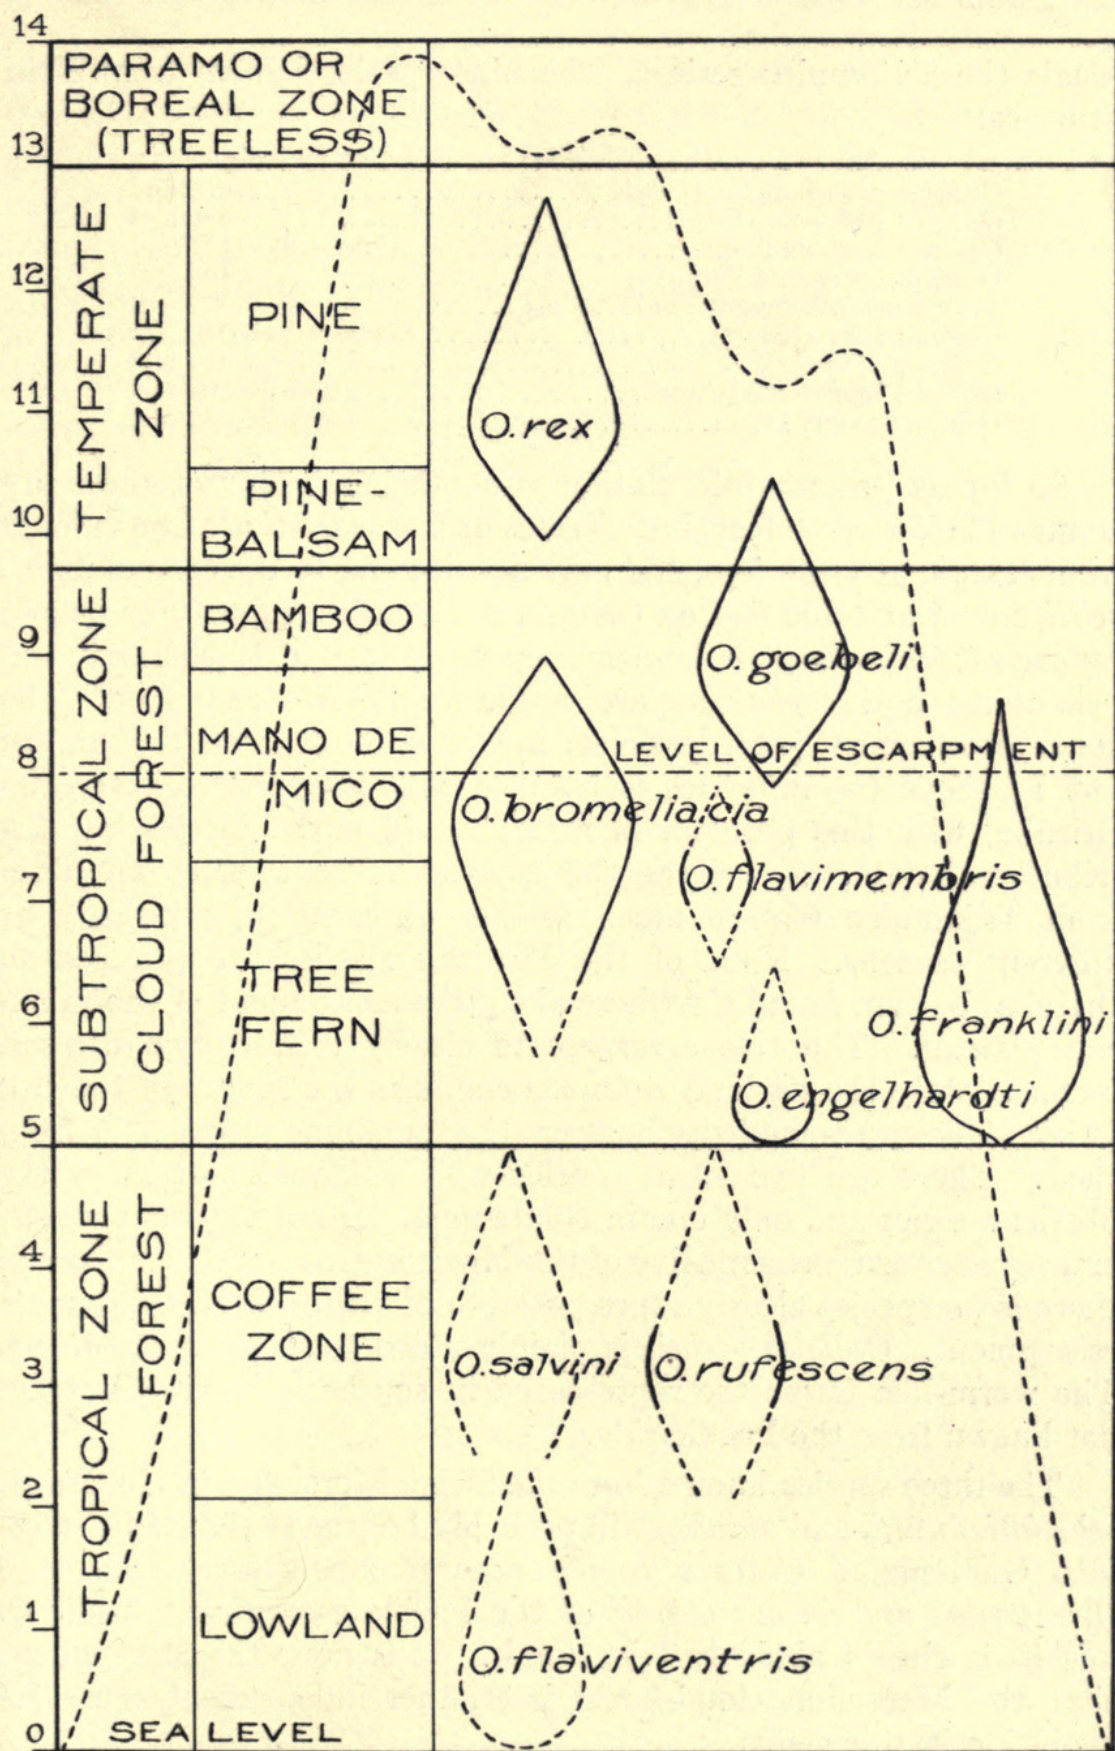 14
PARAMO OR
BOREAL ZONE
(TREELESS)
13
TEMPERATE
ZONE
12
PINE
11
O. rex
PINE-
BALSAM
10
SUBTROPICAL ZONE
CLOUD FOREST
BAMBOO
9
O. goebeli
MANO DE
MICO
LEVEL OF ESCARPMENT
8
O. bromeliacia
7
O. flavimembris
TREE
FERN
6
O. franklini
O. engelhardti
5
TROPICAL ZONE
FOREST
4
COFFEE
ZONE
3
O. salvini
O. rufescens
2
LOWLAND
1
O. flaviventris
0
SEA LEVEL